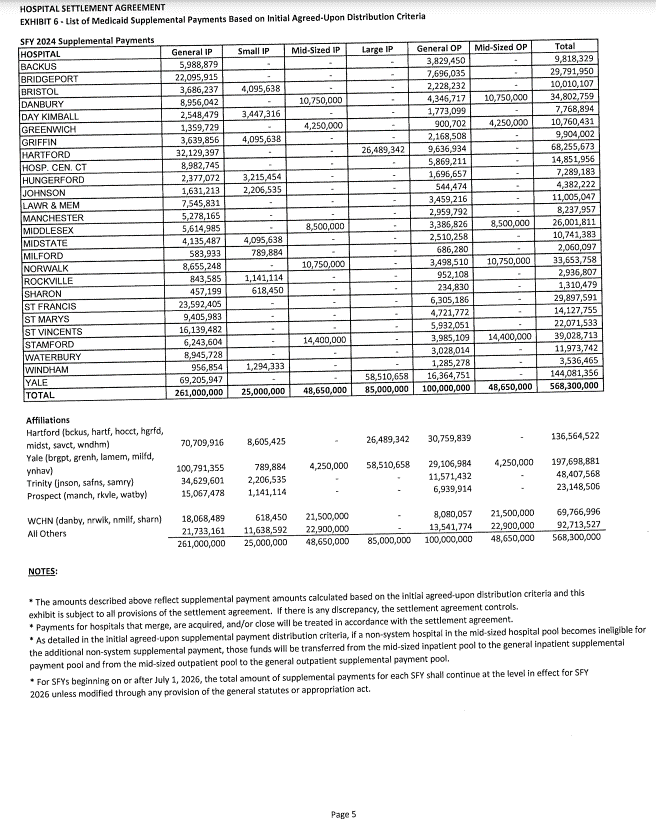 HOSPITAL SETTLEMENT AGREEMENT
EXHIBIT 6 - List of Medicaid Supplemental Payments Based on Initial Agreed-Upon Distribution Criteria
SFY 2024 Supplemental Payments
HOSPITAL General IP Small IP Mid-Sized IP Large IP General OP Mid-Sized OP Total
BACKUS 5,988,879 - - - 3,829,450 - 9,818,329
BRIDGEPORT 22,095,915 - - - 7,696,035 - 29,791,950
BRISTOL 3,686,237 4,095,638 - - 2,228,232 - 10,010,107
DANBURY 8,956,042 - 10,750,000 - 4,346,717 10,750,000 34,802,759
DAY KIMBALL 2,548,479 3,447,316 - - 1,773,099 - 7,768,894
GREENWICH 1,359,729 - 4,250,000 - 900,702 4,250,000 10,760,431
GRIFFIN 3,639,856 4,095,638 - - 2,168,508 - 9,904,002
HARTFORD 32,129,397 - - 26,489,342 9,636,934 - 68,255,673
HOSP. CEN. CT 8,982,745 - - - 5,869,211 - 14,851,956
HUNGERFORD 2,377,072 3,215,454 - - 1,696,657 - 7,289,183
JOHNSON 1,631,213 2,206,535 - - 544,474 - 4,382,222
LAWR & MEM 7,545,831 - - - 3,459,216 - 11,005,047
MANCHESTER 5,278,165 - - - 2,959,792 - 8,237,957
MIDDLESEX 5,614,985 - 8,500,000 - 3,386,826 8,500,000 26,001,811
MIDSTATE 4,135,487 4,095,638 - - 2,510,258 - 10,741,383
MILFORD 583,933 789,884 - - 686,280 - 2,060,097
NORWALK 8,655,248 - 10,750,000 - 3,498,510 10,750,000 33,653,758
ROCKVILLE 843,585 1,141,114 - - 952,108 - 2,936,807
SHARON 457,199 618,450 - - 234,830 - 1,310,479
ST FRANCIS 23,592,405 - - - 6,305,186 - 29,897,591
ST MARYS 9,405,983 - - - 4,721,772 - 14,127,755
ST VINCENTS 16,139,482 - - - 5,932,051 - 22,071,533
STAMFORD 6,243,604 - 14,400,000 - 3,985,109 14,400,000 39,028,713
WATERBURY 8,945,728 - - - 3,028,014 - 11,973,742
WINDHAM 956,854 1,294,333 - - 1,285,278 - 3,536,465
YALE 69,205,947 - - 58,510,658 16,364,751 - 144,081,356
TOTAL 261,000,000 25,000,000 48,650,000 85,000,000 100,000,000 48,650,000 568,300,000
Affiliations
Hartford (bckus, hartf, hocct, hgrfd,
midst, savct, wndhm) 70,709,916 8,605,425 - 26,489,342 30,759,839 - 136,564,522
Yale (brgpt, grenh, lamem, milfd,
ynhav) 100,791,355 789,884 4,250,000 58,510,658 29,106,984 4,250,000 197,698,881
Trinity (jnson, safns, samry) 34,629,601 2,206,535 - - 11,571,432 - 48,407,568
Prospect (manch, rkvle, watby) 15,067,478 1,141,114 - - 6,939,914 - 23,148,506
WCHN (danby, nrwlk, nmilf, sharn) 18,068,489 618,450 21,500,000 - 8,080,057 21,500,000 69,766,996
All Others 21,733,161 11,638,592 22,900,000 - 13,541,774 22,900,000 92,713,527
261,000,000 25,000,000 48,650,000 85,000,000 100,000,000 48,650,000 568,300,000
NOTES:
* The amounts described above reflect supplemental payment amounts calculated based on the initial agreed-upon distribution criteria and this
exhibit is subject to all provisions of the settlement agreement. If there is any discrepancy, the settlement agreement controls.
* Payments for hospitals that merge, are acquired, and/or close will be treated in accordance with the settlement agreement.
* As detailed in the initial agreed-upon supplemental payment distribution criteria, if a non-system hospital in the mid-sized hospital pool becomes ineligible for
the additional non-system supplemental payment, those funds will be transferred from the mid-sized inpatient pool to the general inpatient supplemental
payment pool and from the mid-sized outpatient pool to the general outpatient supplemental payment pool.
* For SFYs beginning on or after July 1, 2026, the total amount of supplemental payments for each SFY shall continue at the level in effect for SFY
2026 unless modified through any provision of the general statutes or appropriation act.
Page 5